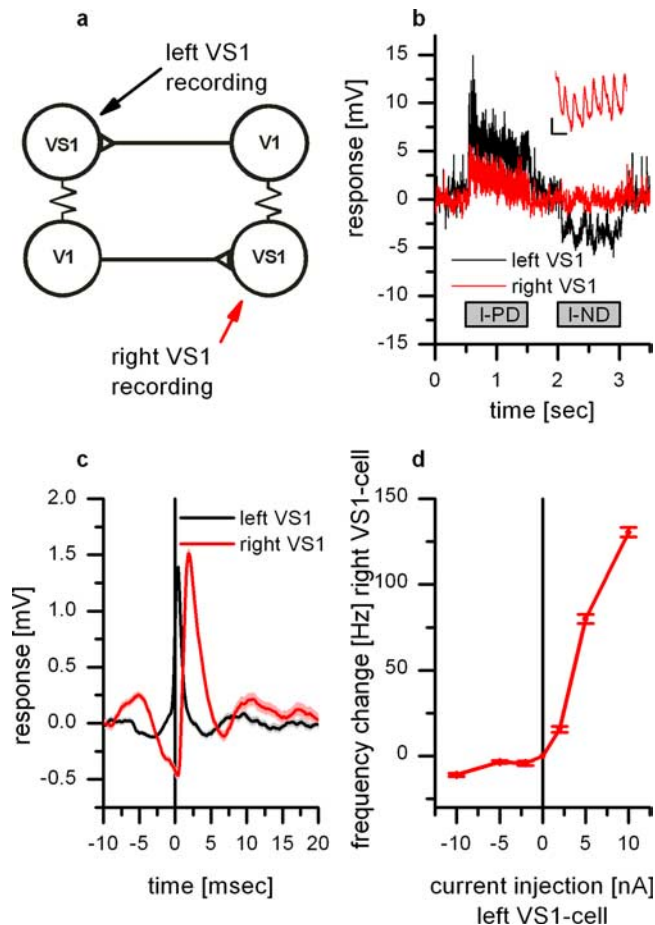 a
left VS1
recording
VS1
V1
V1
VS1
right VS1
recording
b
response [mV]
15
10
5
0
-5
-10
-15
left VS1
right VS1
l-PD
l-ND
0
1
2
3
time [sec]
c
response [mV]
2.0
1.5
1.0
0.5
0.0
-0.5
left VS1
right VS1
-10
-5
0
5
10
15
20
time [msec]
d
frequency change [Hz] right VS1-cell
150
100
50
0
-10
-5
0
5
10
current injection [nA]
left VS1-cell